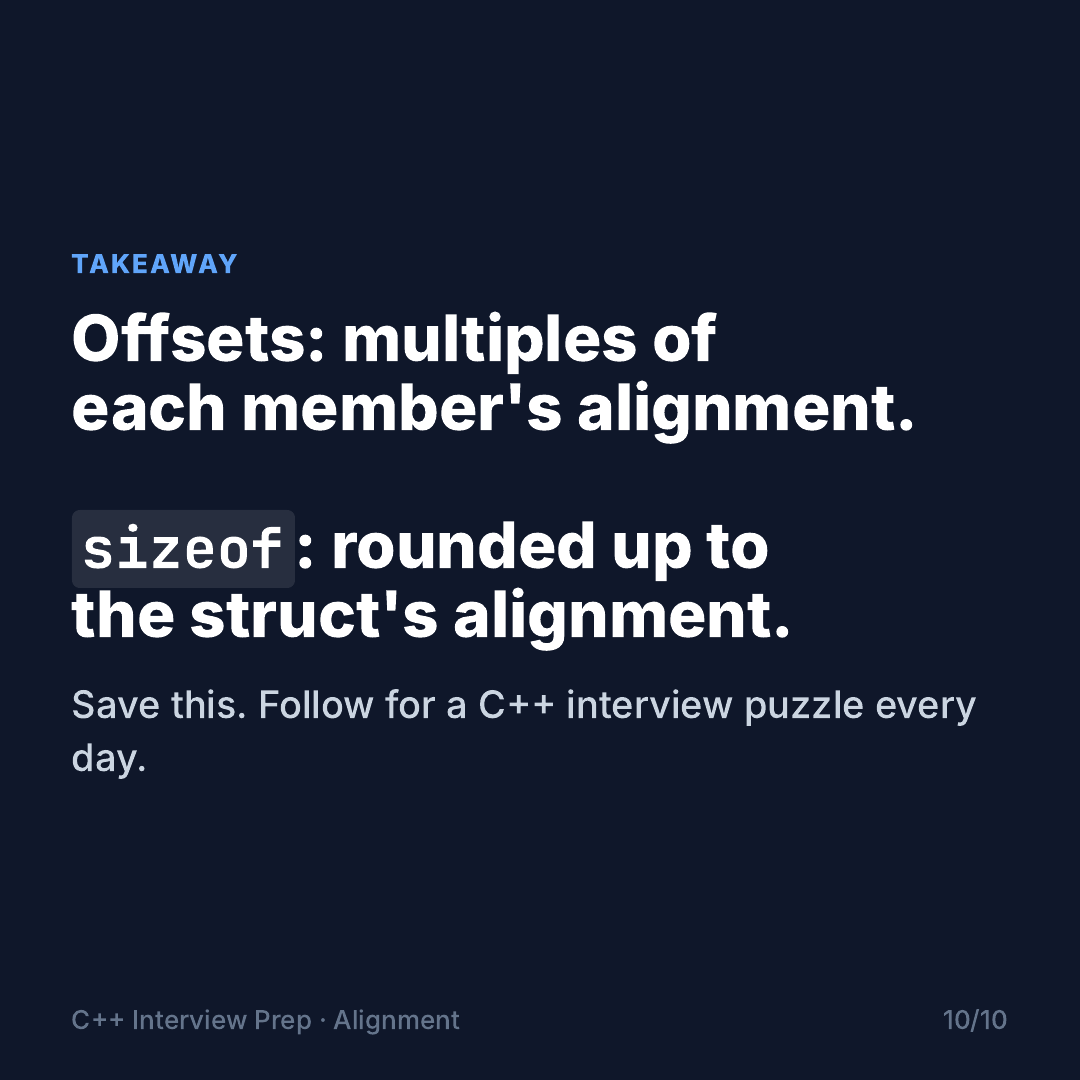 TAKEAWAY
Offsets: multiples of
each member's alignment.
sizeof: rounded up to
the struct's alignment.
Save this. Follow for a C++ interview puzzle every
day.
C++ Interview Prep · Alignment
10/10